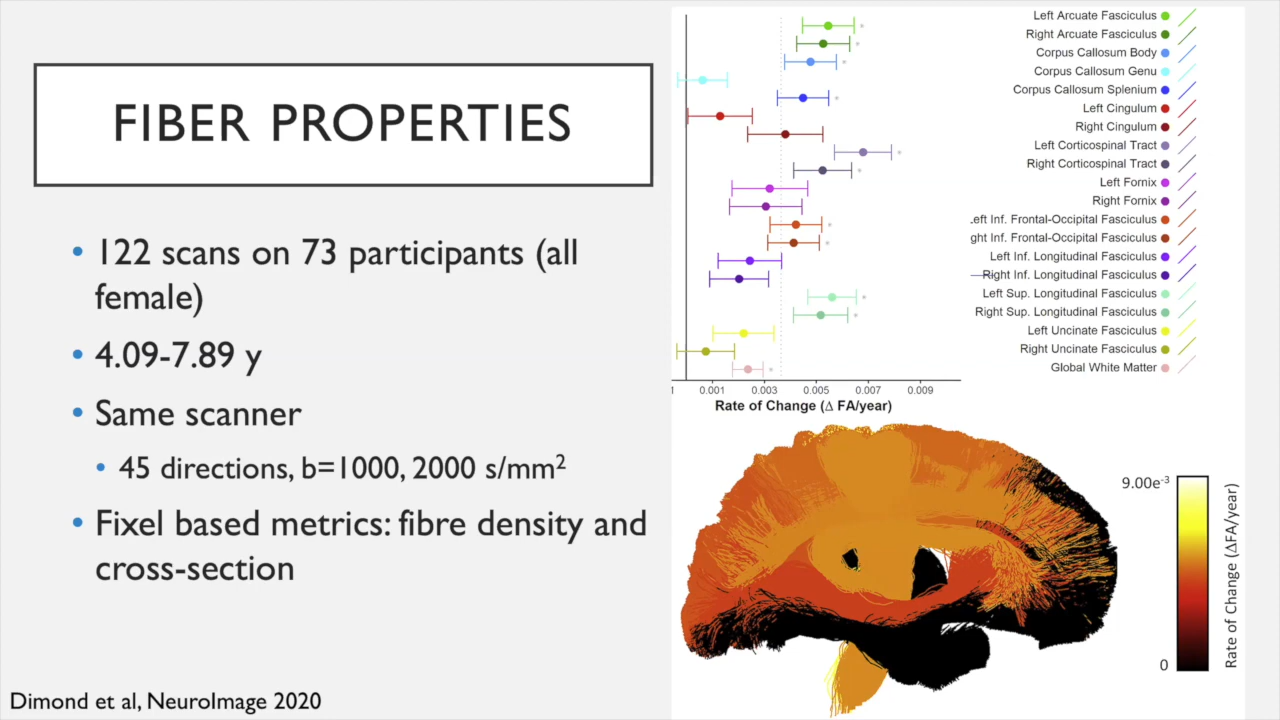 FIBER PROPERTIES
• 122 scans on 73 participants (all
female)
• 4.09-7.89 y
• Same scanner
• 45 directions, b=1000, 2000 s/mm²
• Fixel based metrics: fibre density and
cross-section
Dimond et al, NeuroImage 2020
Left Arcuate Fasciculus
Right Arcuate Fasciculus
Corpus Callosum Body
Corpus Callosum Genu
Corpus Callosum Splenium
Left Cingulum
Right Cingulum
Left Corticospinal Tract
Right Corticospinal Tract
Left Fornix
Right Fornix
Left Inf. Frontal-Occipital Fasciculus
ght Inf. Frontal-Occipital Fasciculus
Left Inf. Longitudinal Fasciculus
Right Inf. Longitudinal Fasciculus
Left Sup. Longitudinal Fasciculus
Right Sup. Longitudinal Fasciculus
Left Uncinate Fasciculus
Right Uncinate Fasciculus
Global White Matter
1 0.001 0.003 0.005 0.007 0.009
Rate of Change (Δ FA/year)
9.00e⁻³
0
Rate of Change (ΔFA/year)